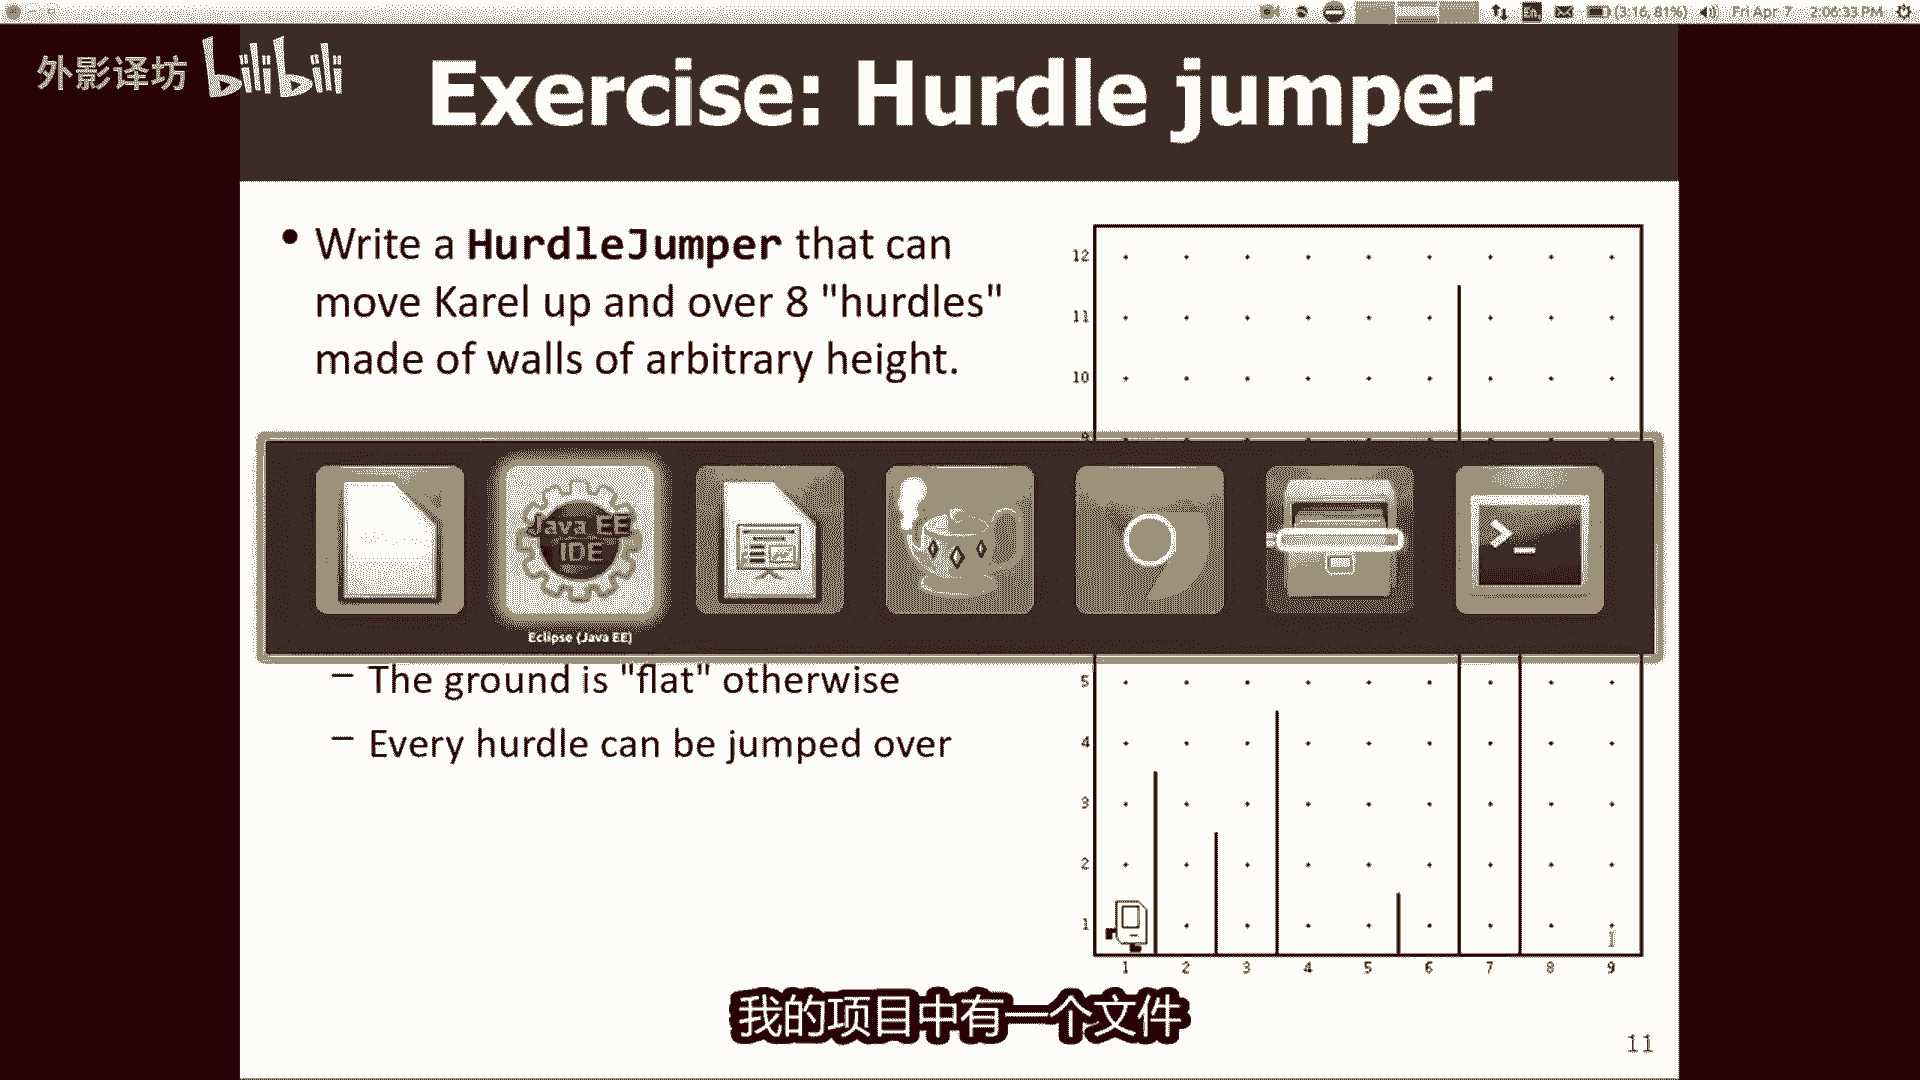 En
(3:16, 81%)
Fri Apr 7
2:06:33 PM
外影译坊 bilibili
Exercise: Hurdle jumper
• Write a HurdleJumper that can
move Karel up and over 8 "hurdles"
made of walls of arbitrary height.
Java EE
IDE
>_
Eclipse (Java EE)
– The ground is "flat" otherwise
– Every hurdle can be jumped over
12
11
10
5
4
3
2
1
1 2 3 4 5 6 7 8 9
我的项目中有一个文件
11